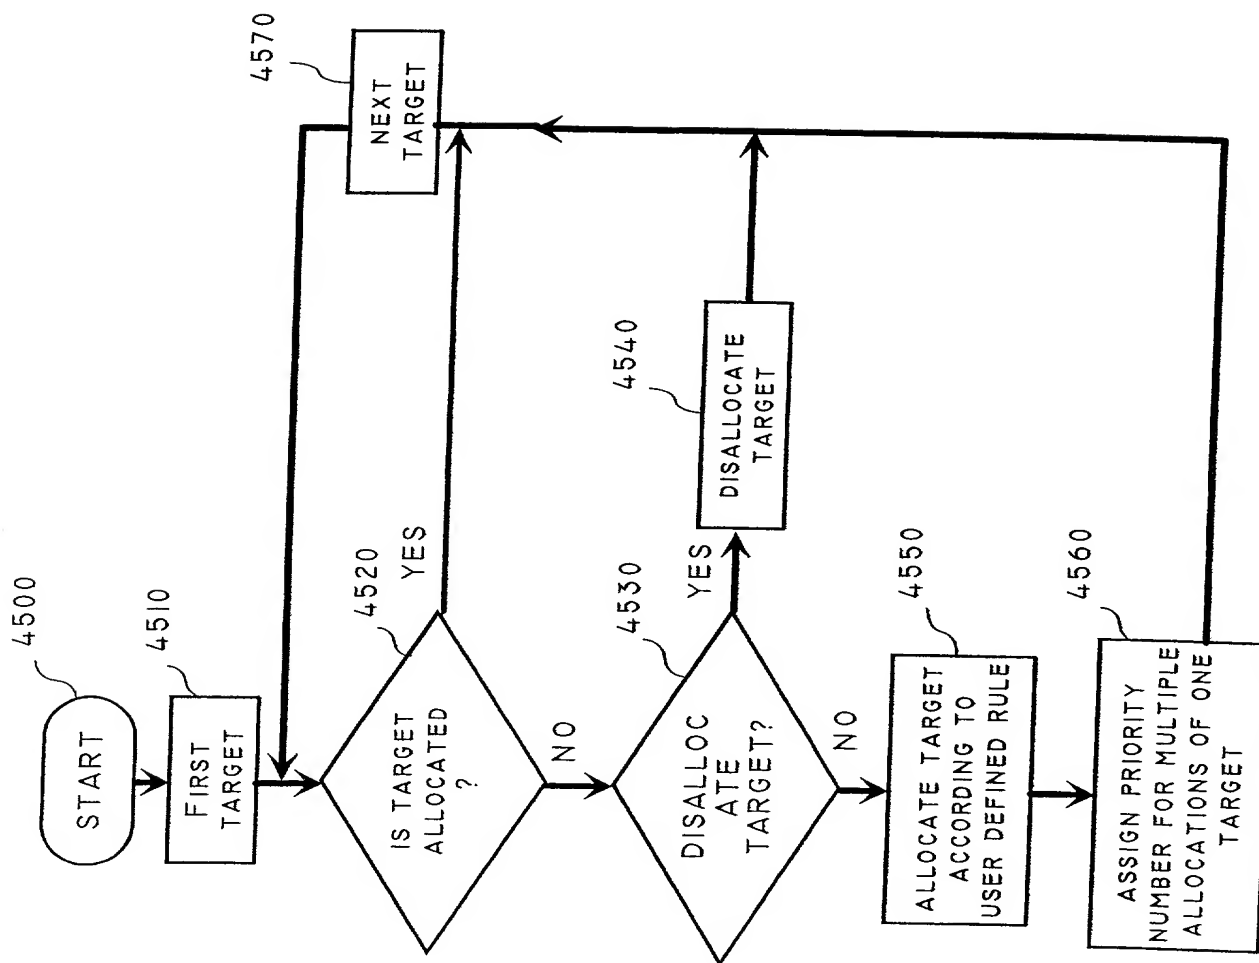 4500
START
4510
FIRST
TARGET
4570
NEXT
TARGET
4520
IS TARGET
ALLOCATED
?
YES
NO
4530
DISALLOC
ATE
TARGET?
YES
NO
4540
DISALLOCATE
TARGET
4550
ALLOCATE TARGET
ACCORDING TO
USER DEFINED RULE
4560
ASSIGN PRIORITY
NUMBER FOR MULTIPLE
ALLOCATIONS OF ONE
TARGET